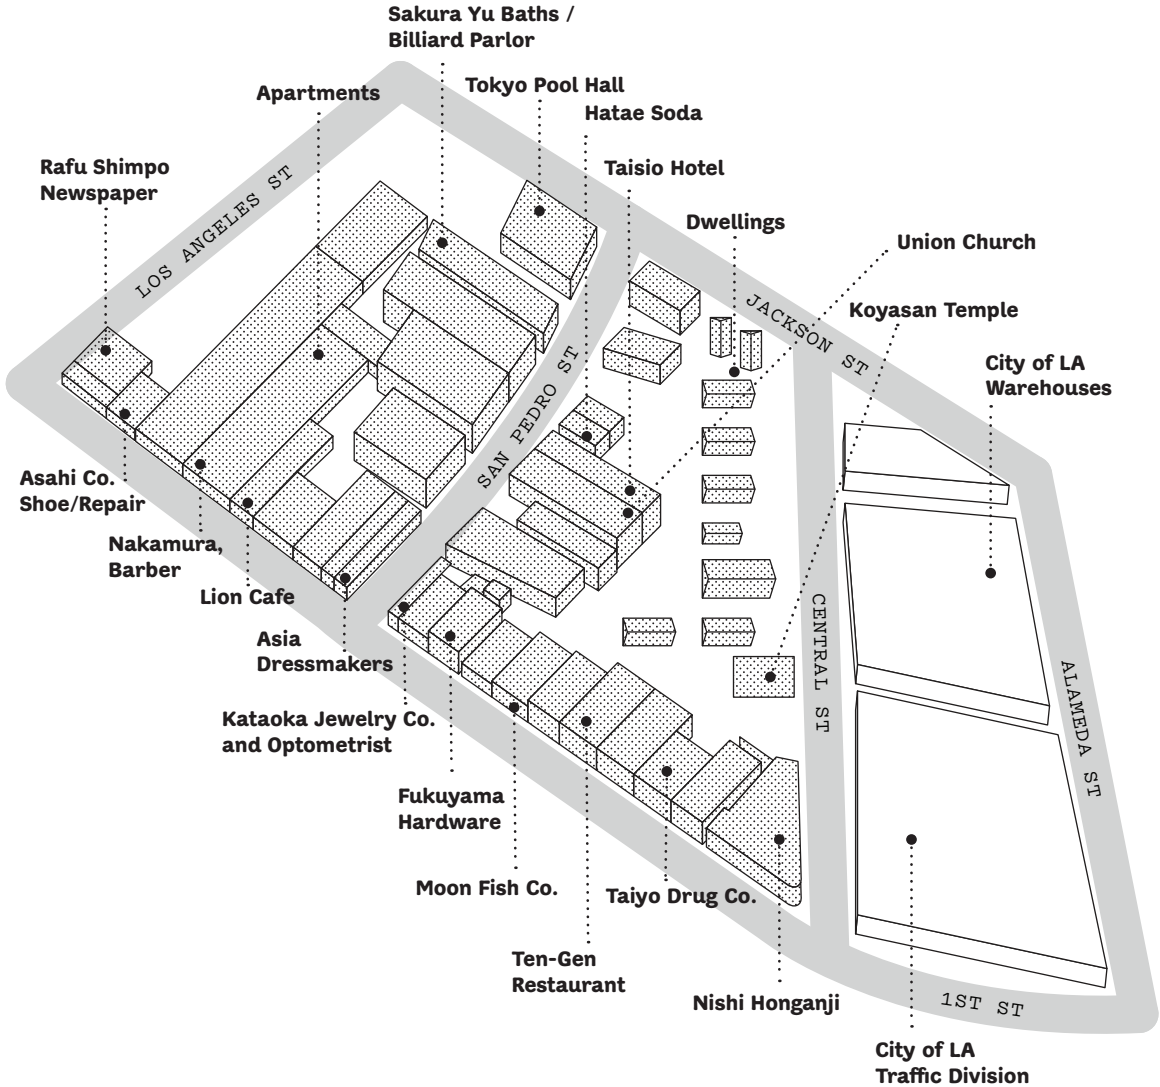 Sakura Yu Baths /
Billiard Parlor
Tokyo Pool Hall
Apartments
Hatae Soda
Rafu Shimpo
Newspaper
Taisio Hotel
LOS ANGELES ST
Dwellings
Union Church
JACKSON ST
Koyasan Temple
City of LA
Warehouses
SAN PEDRO ST
Asahi Co.
Shoe/Repair
Nakamura,
Barber
Lion Cafe
Asia
Dressmakers
CENTRAL ST
ALAMEDA ST
Kataoka Jewelry Co.
and Optometrist
Fukuyama
Hardware
Moon Fish Co.
Taiyo Drug Co.
Ten-Gen
Restaurant
Nishi Honganji
1ST ST
City of LA
Traffic Division